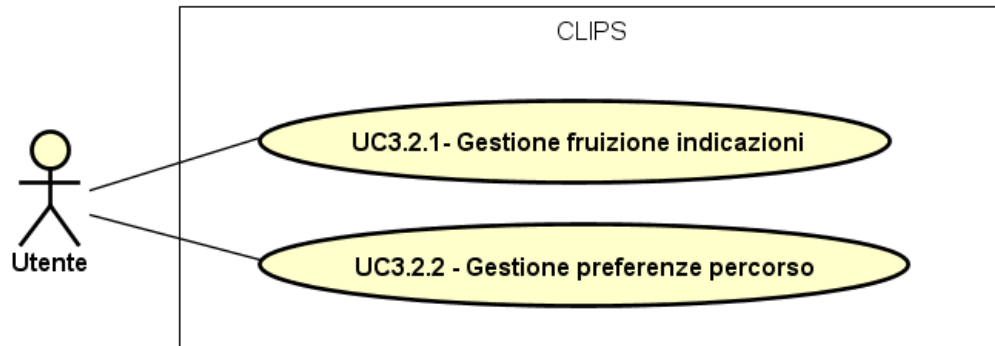 CLIPS
UC3.2.1- Gestione fruizione indicazioni
Utente
UC3.2.2 - Gestione preferenze percorso